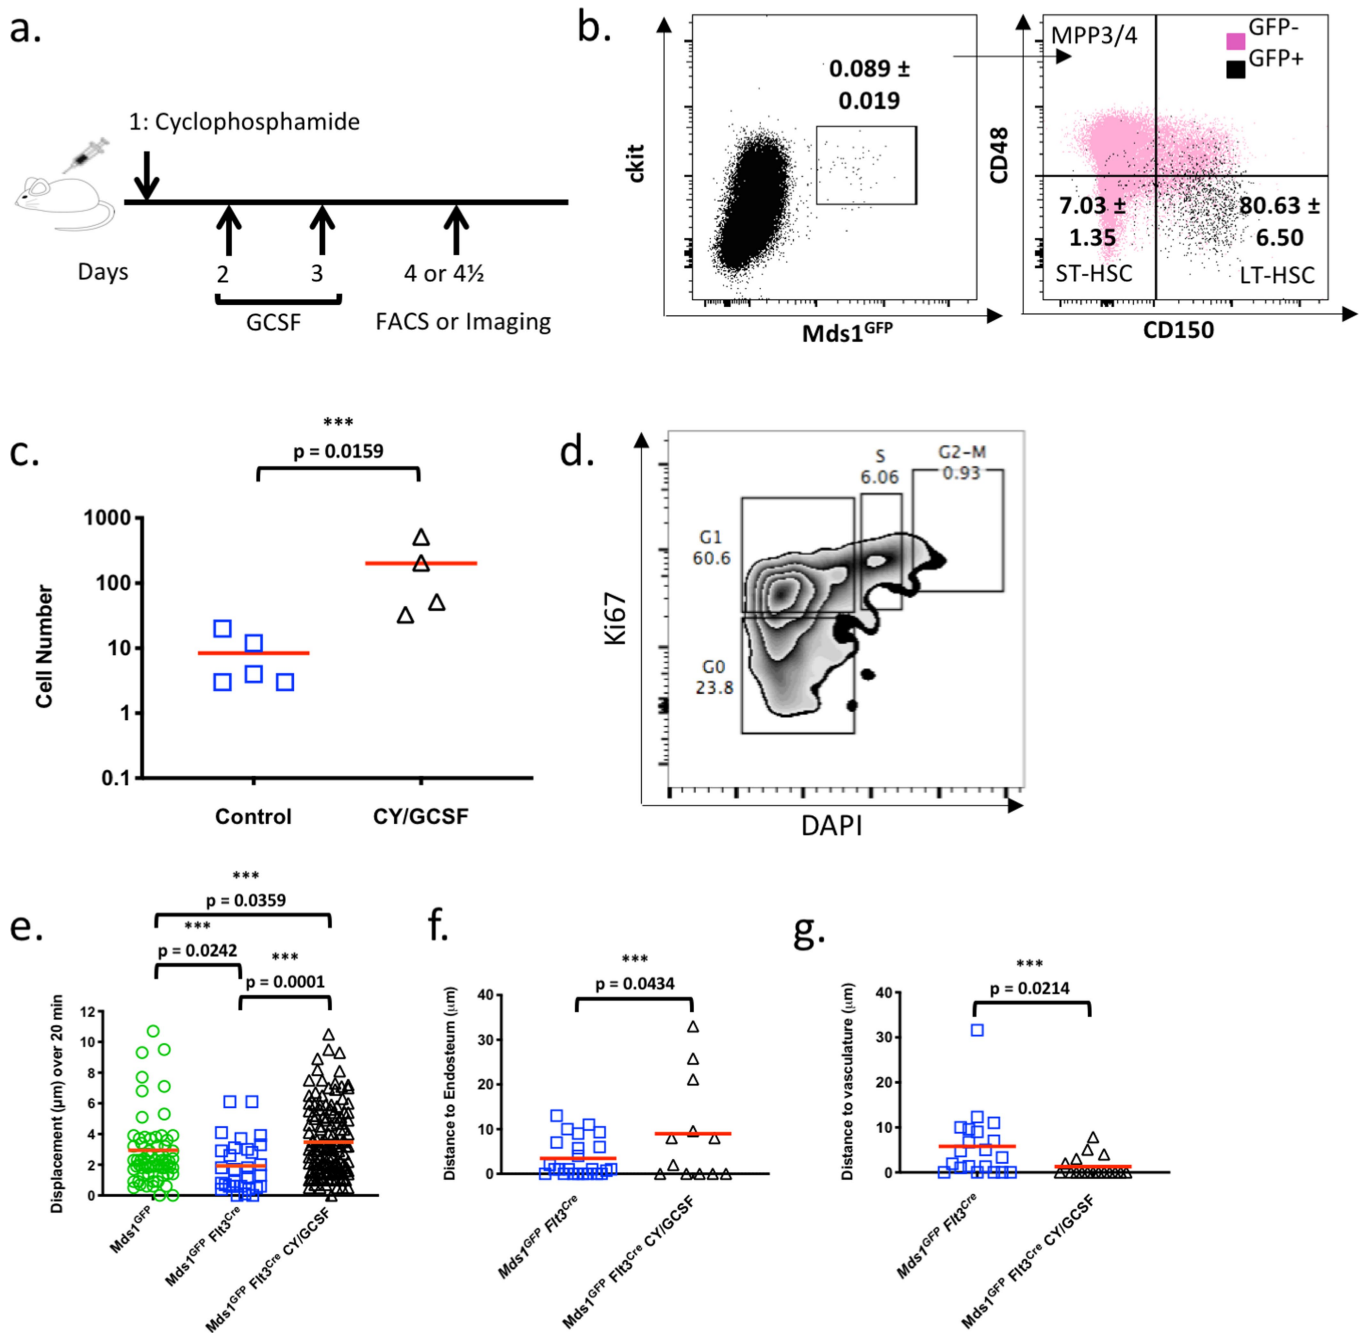 a.
1: Cyclophosphamide
Days
2
3
4 or 4½
GCSF
FACS or Imaging
b.
0.089 ±
0.019
ckit
Mds1GFP
MPP3/4
GFP-
GFP+
CD48
7.03 ±
1.35
ST-HSC
80.63 ±
6.50
LT-HSC
CD150
c.
***
p = 0.0159
1000
100
10
1
0.1
Cell Number
Control
CY/GCSF
d.
S
6.06
G2-M
0.93
G1
60.6
G0
23.8
Ki67
DAPI
e.
***
p = 0.0359
***
p = 0.0242
***
p = 0.0001
12
10
8
6
4
2
0
Displacement (µm) over 20 min
Mds1GFP
Mds1GFP Flt3Cre
Mds1GFP Flt3Cre CY/GCSF
f.
***
p = 0.0434
40
30
20
10
0
Distance to Endosteum (µm)
Mds1GFP Flt3Cre
Mds1GFP Flt3Cre CY/GCSF
g.
***
p = 0.0214
40
30
20
10
0
Distance to vasculature (µm)
Mds1GFP Flt3Cre
Mds1GFP Flt3Cre CY/GCSF